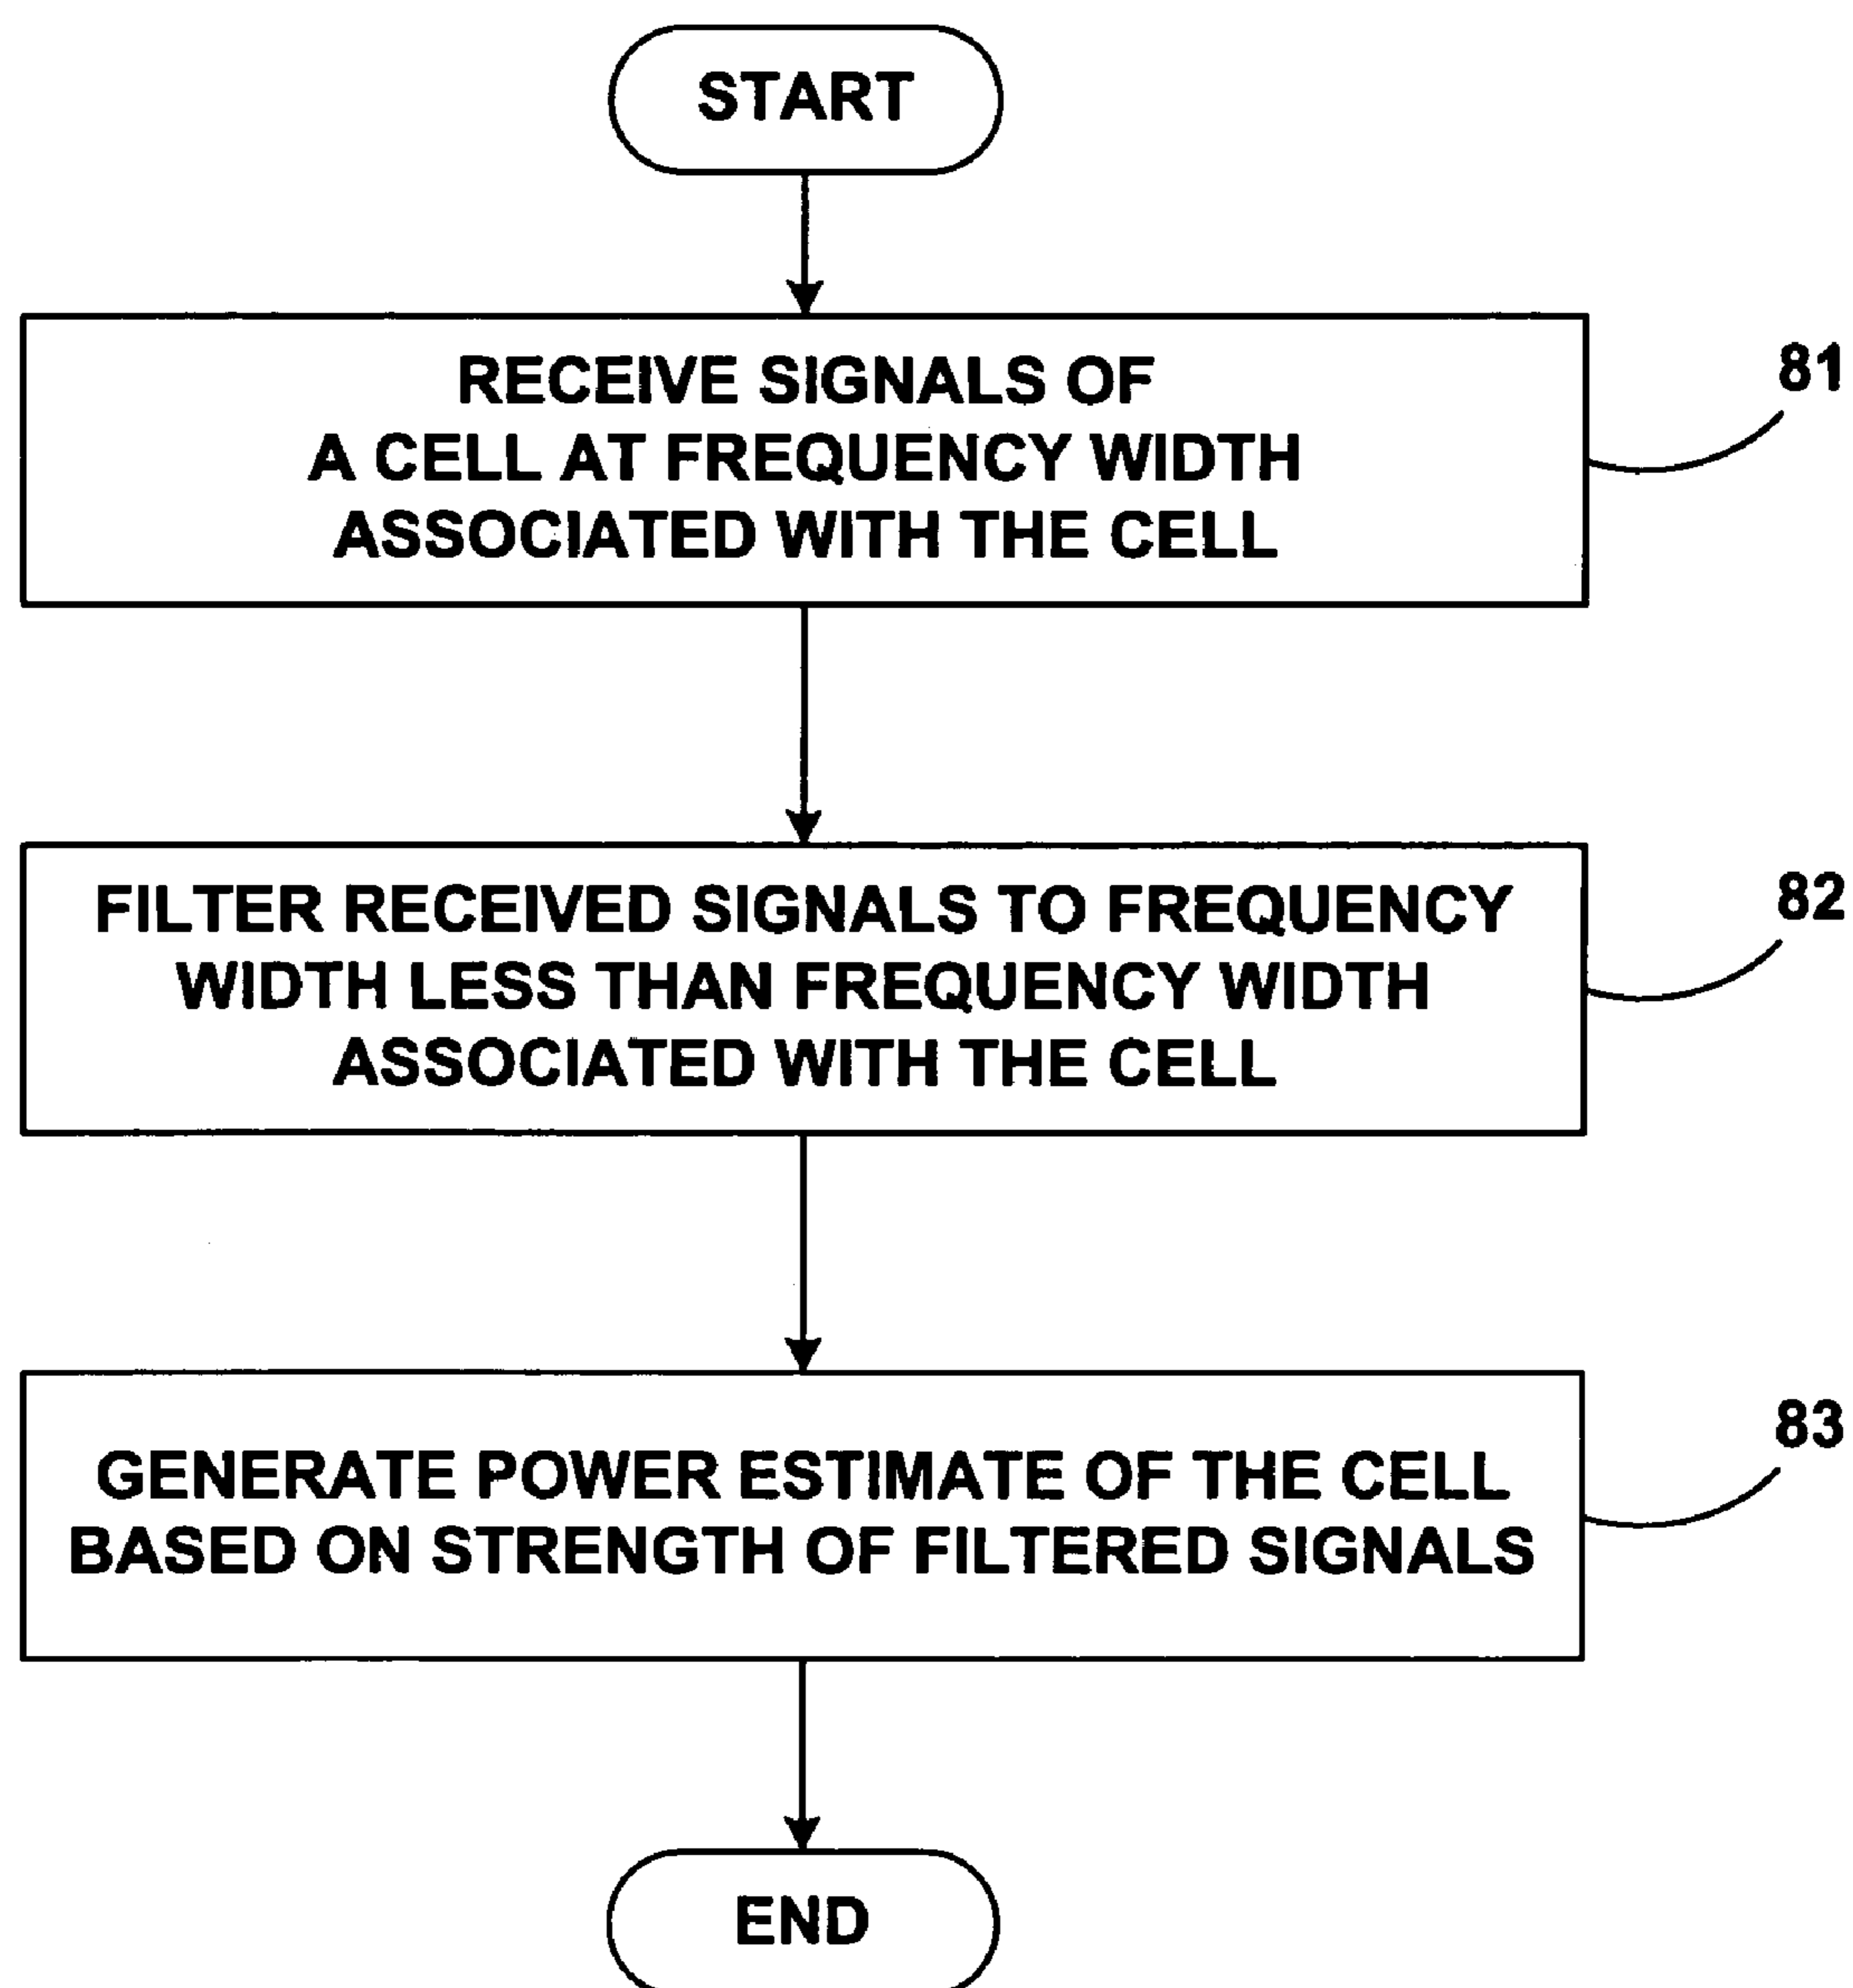 START
RECEIVE SIGNALS OF
A CELL AT FREQUENCY WIDTH
ASSOCIATED WITH THE CELL
81
FILTER RECEIVED SIGNALS TO FREQUENCY
WIDTH LESS THAN FREQUENCY WIDTH
ASSOCIATED WITH THE CELL
82
GENERATE POWER ESTIMATE OF THE CELL
BASED ON STRENGTH OF FILTERED SIGNALS
83
END